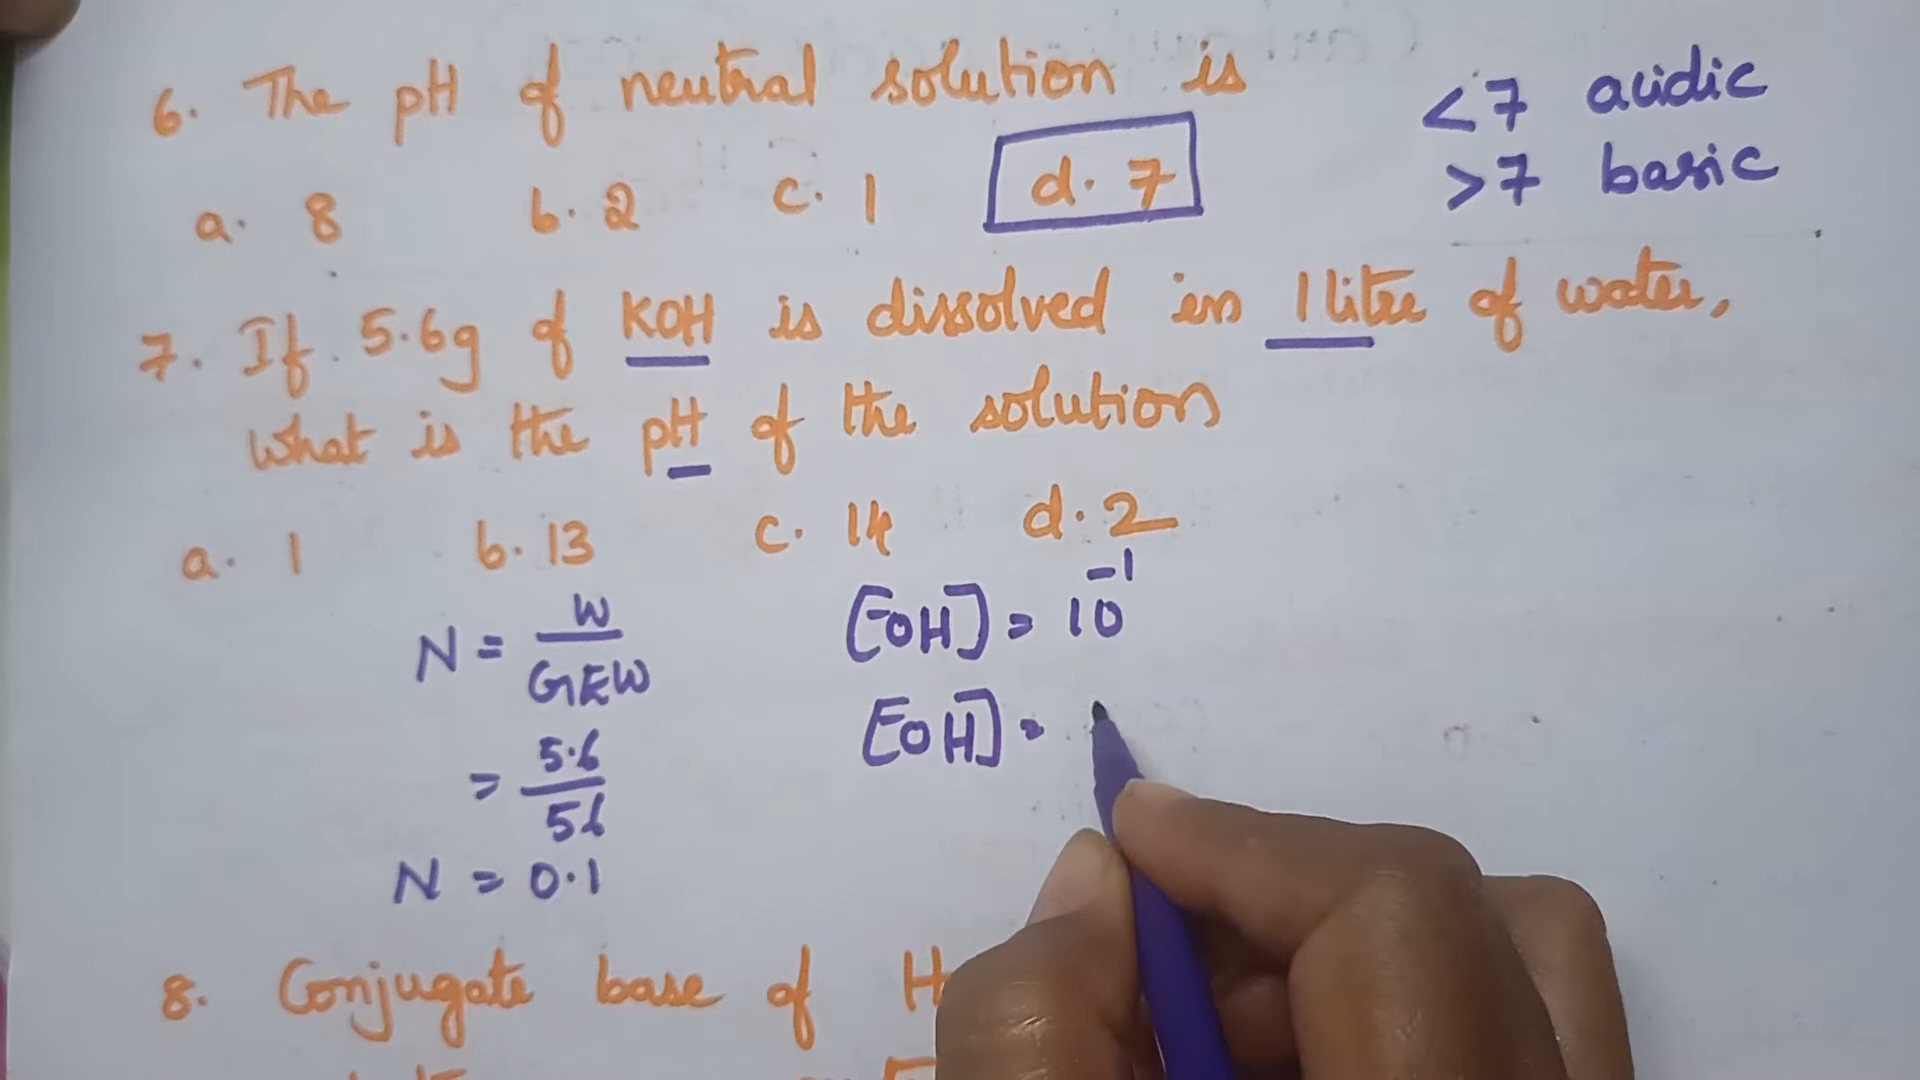 6. The pH of neutral solution is
<7 acidic
>7 basic
a. 8 b. 2 c. 1 d. 7
7. If 5.6g of KOH is dissolved in 1 litre of water,
What is the pH of the solution
a. 1 b. 13 c. 14 d. 2
N = W/GEW
= 5.6/56
N = 0.1
[OH⁻] = 10⁻¹
[OH⁻] =
8. Conjugate base of H